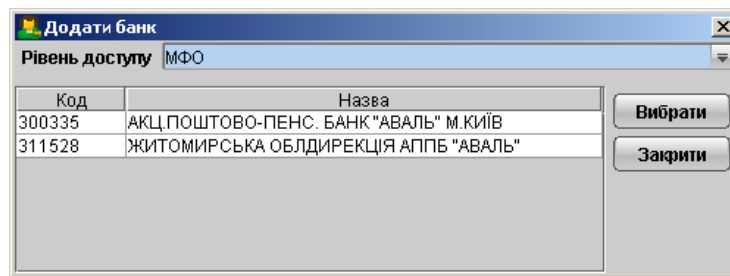 Додати банк
Рівень доступу МФО
Код Назва
300335 АКЦ.ПОШТОВО-ПЕНС. БАНК "АВАЛЬ" М.КИЇВ
311528 ЖИТОМИРСЬКА ОБЛДИРЕКЦІЯ АППБ "АВАЛЬ"
Вибрати
Закрити